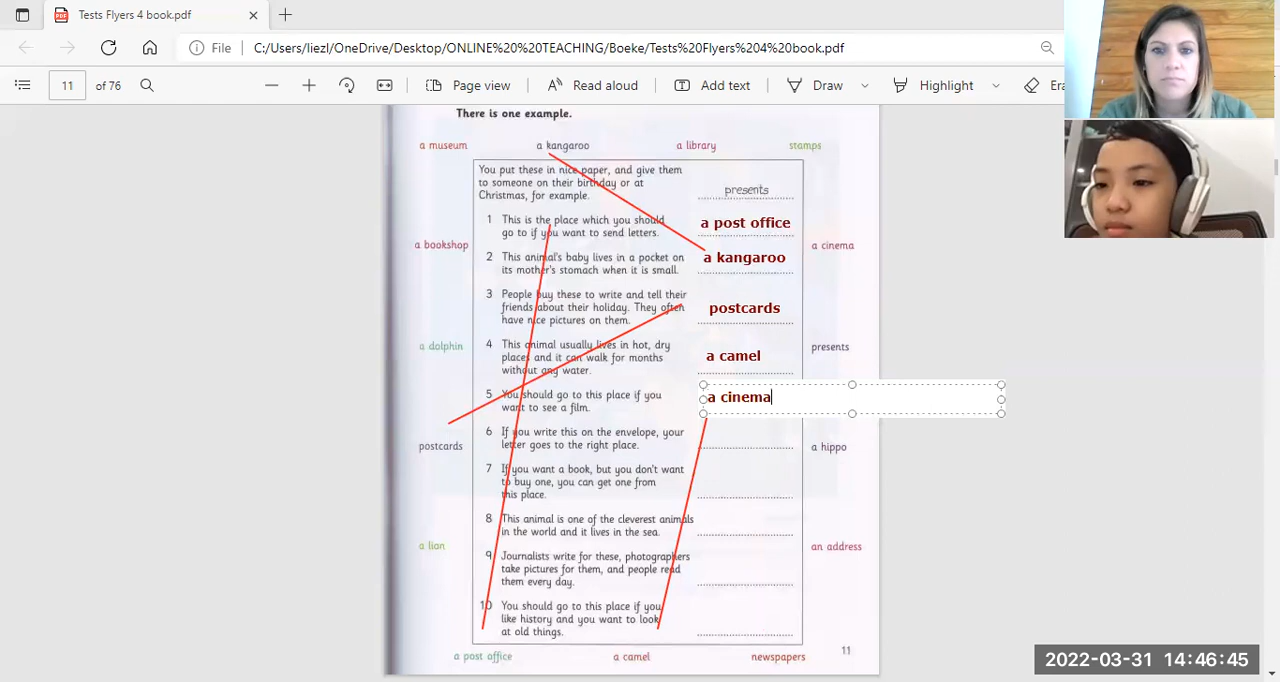 Tests Flyers 4 book.pdf
File
C:/Users/liezl/OneDrive/Desktop/ONLINE%20%20TEACHING/Boeke/Tests%20Flyers%204%20book.pdf
11 of 76
Page view
Read aloud
Add text
Draw
Highlight
There is one example.
a museum a kangaroo a library stamps
You put these in nice paper, and give them
to someone on their birthday or at
Christmas, for example.
presents
1 This is the place which you should
go to if you want to send letters.
a post office
a bookshop
a cinema
2 This animal's baby lives in a pocket on
its mother's stomach when it is small.
a kangaroo
3 People buy these to write and tell their
friends about their holiday. They often
have nice pictures on them.
postcards
a dolphin
presents
4 This animal usually lives in hot, dry
places and it can walk for months
without any water.
a camel
5 You should go to this place if you
want to see a film.
a cinema
postcards
a hippo
6 If you write this on the envelope, your
letter goes to the right place.
7 If you want a book, but you don't want
to buy one, you can get one from
this place.
8 This animal is one of the cleverest animals
in the world and it lives in the sea.
a lion
an address
9 Journalists write for these, photographers
take pictures for them, and people read
them every day.
10 You should go to this place if you
like history and you want to look
at old things.
a post office a camel newspapers
11
2022-03-31 14:46:45